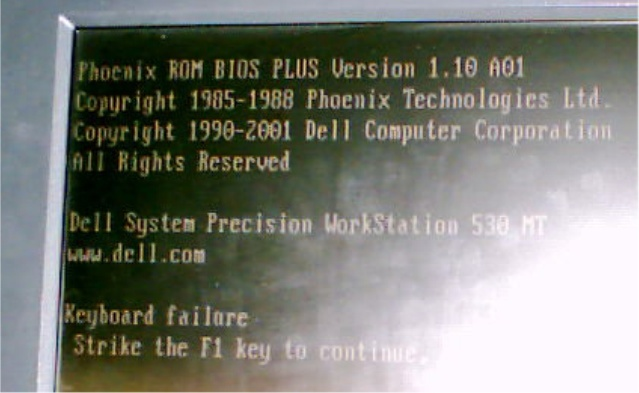 Phoenix ROM BIOS PLUS Version 1.10 A01
Copyright 1985-1988 Phoenix Technologies Ltd.
Copyright 1990-2001 Dell Computer Corporation
All Rights Reserved
Dell System Precision WorkStation 530 MT
www.dell.com
Keyboard failure
Strike the F1 key to continue.